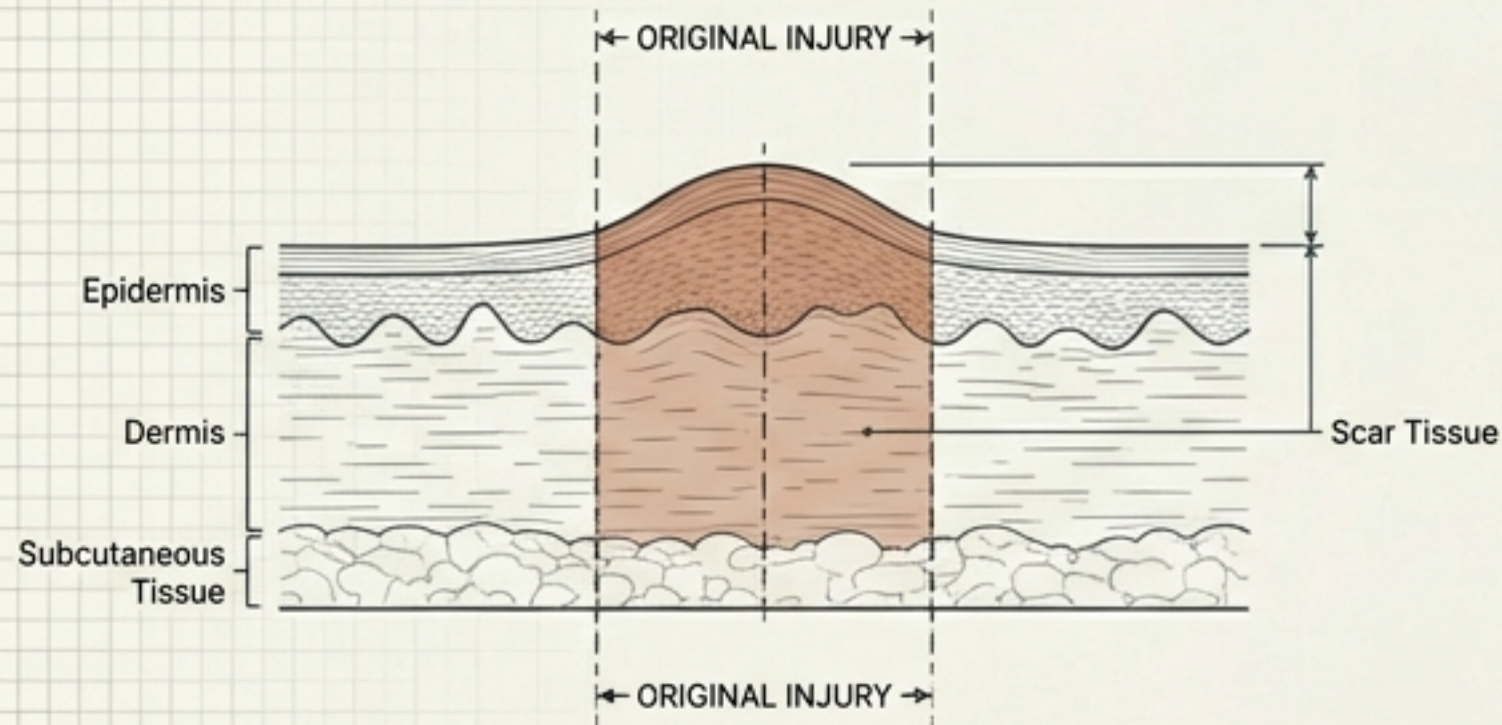 ORIGINAL INJURY
Epidermis
Dermis
Scar Tissue
Subcutaneous
Tissue
ORIGINAL INJURY